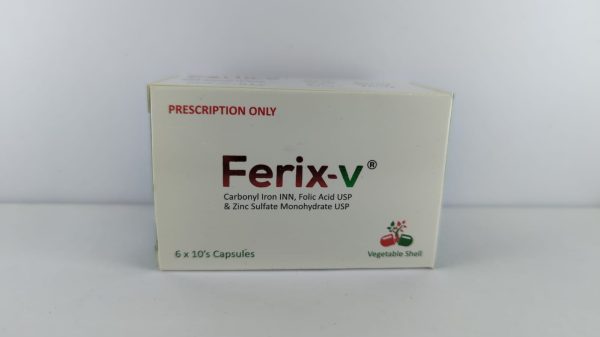 PRESCRIPTION ONLY
Ferix-v®
Carbonyl Iron INN, Folic Acid USP
& Zinc Sulfate Monohydrate USP
6 x 10's Capsules
Vegetable Shell